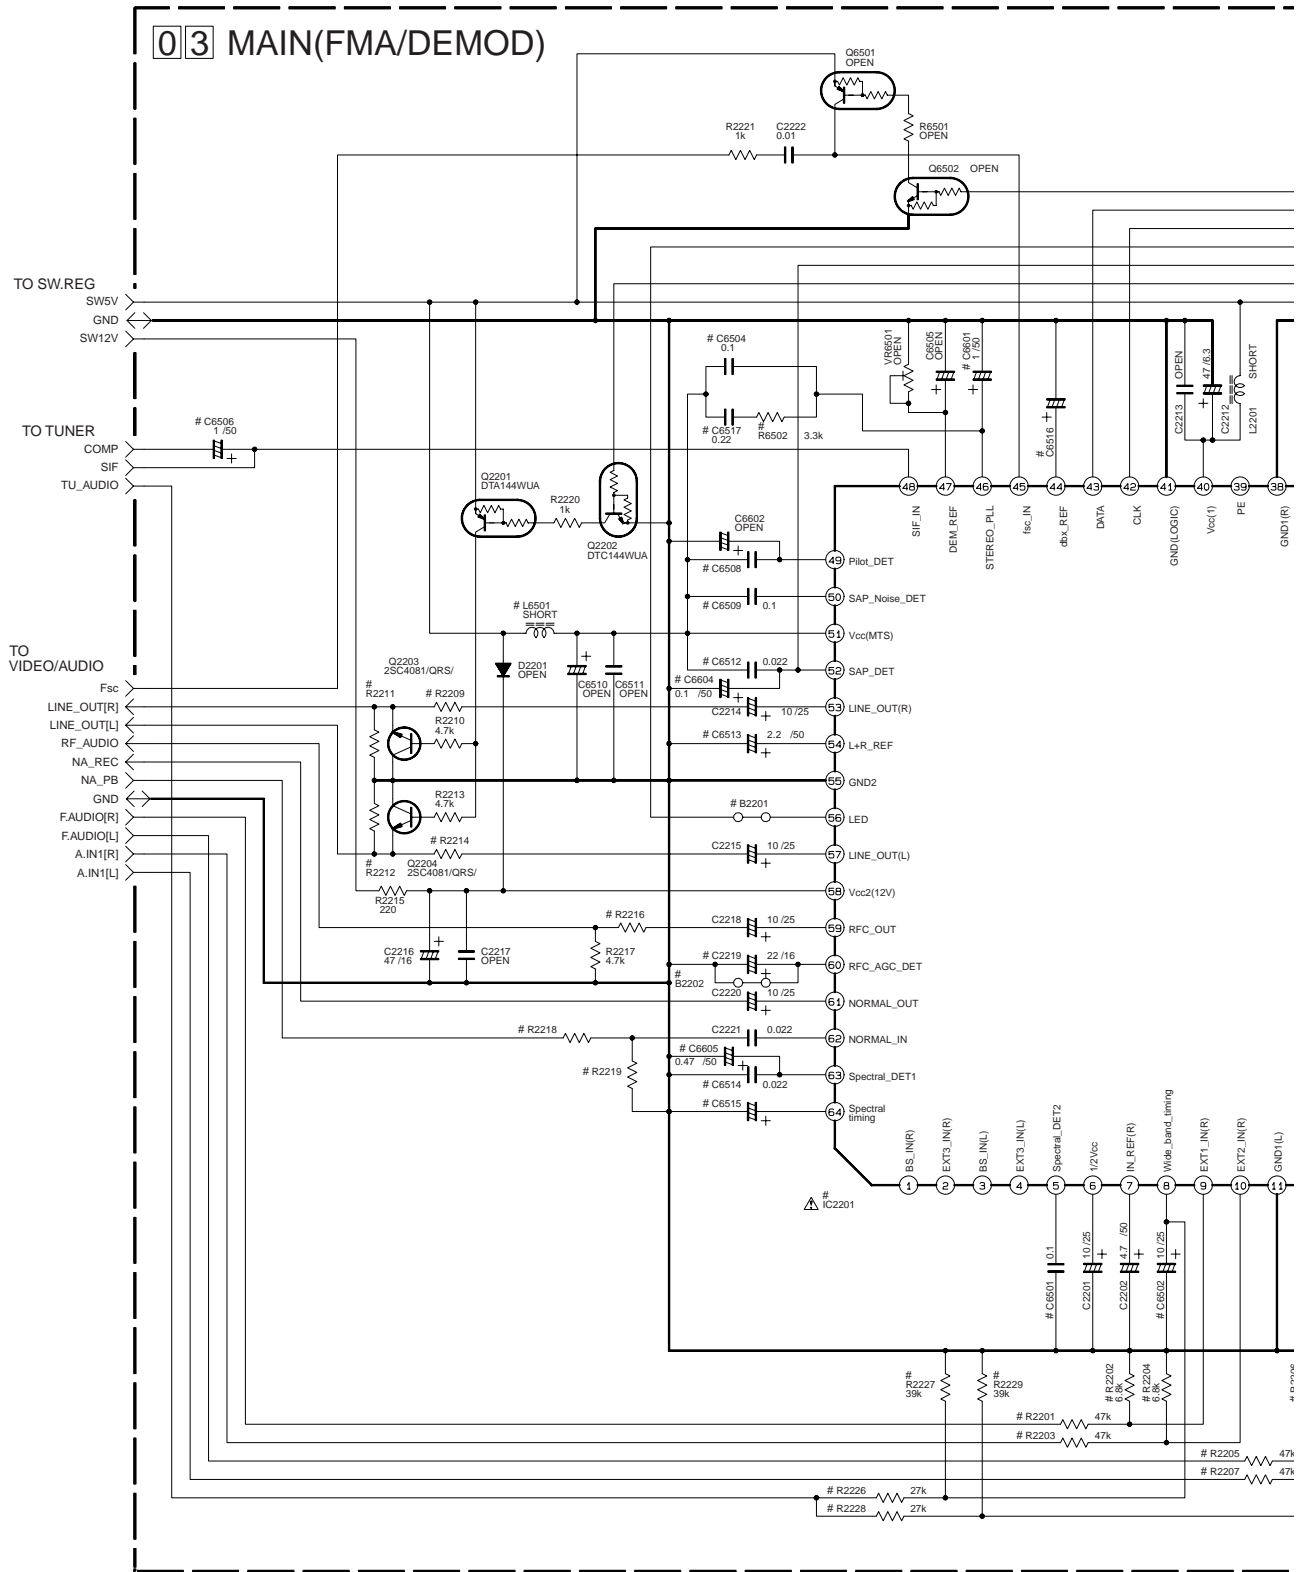 03 MAIN(FMA/DEMOD)
Q6501
OPEN
R2221
1k
C2222
0.01
R6501
OPEN
Q6502 OPEN
TO SW.REG
SW5V
GND
SW12V
# C6504
0.1
VR6501
OPEN
C6505
OPEN
# C6601
1 /50
# C6516
C2213
OPEN
47 /6.3
C2212
L2201
SHORT
# C6517
0.22
#
R6502
3.3k
TO TUNER
COMP
SIF
TU_AUDIO
# C6506
1 /50
Q2201
DTA144WUA
R2220
1k
Q2202
DTC144WUA
48
47
46
45
44
43
42
41
40
39
38
SIF_IN
DEM_REF
STEREO_PLL
fsc_IN
dbx_REF
DATA
CLK
GND(LOGIC)
Vcc(1)
PE
GND1(R)
C6602
OPEN
# C6508
49 Pilot_DET
# C6509 0.1
50 SAP_Noise_DET
# L6501
SHORT
51 Vcc(MTS)
TO
VIDEO/AUDIO
Fsc
LINE_OUT[R]
LINE_OUT[L]
RF_AUDIO
NA_REC
NA_PB
GND
F.AUDIO[R]
F.AUDIO[L]
A.IN1[R]
A.IN1[L]
Q2203
2SC4081/QRS/
#
R2211
# R2209
R2210
4.7k
D2201
OPEN
C6510
OPEN
C6511
OPEN
# C6512 0.022
52 SAP_DET
# C6604
0.1 /50
C2214 10 /25
53 LINE_OUT(R)
# C6513 2.2 /50
54 L+R_REF
55 GND2
R2213
4.7k
# B2201
56 LED
# R2214
#
R2212
Q2204
2SC4081/QRS/
C2215 10 /25
57 LINE_OUT(L)
R2215
220
58 Vcc2(12V)
C2216
47 /16
C2217
OPEN
# R2216
R2217
4.7k
C2218 10 /25
59 RFC_OUT
# C2219 22 /16
60 RFC_AGC_DET
#
B2202
C2220 10 /25
61 NORMAL_OUT
# R2218
C2221 0.022
62 NORMAL_IN
# R2219
# C6605
0.47 /50
# C6514 0.022
63 Spectral_DET1
# C6515
64 Spectral
timing
BS_IN(R)
EXT3_IN(R)
BS_IN(L)
EXT3_IN(L)
Spectral_DET2
1/2Vcc
IN_REF(R)
Wide_band_timing
EXT1_IN(R)
EXT2_IN(R)
GND1(L)
1
2
3
4
5
6
7
8
9
10
11
#
IC2201
# C6501 0.1
C2201 10 /25
C2202 4.7 /50
# C6502 10 /25
#
R2227
39k
#
R2229
39k
# R2202
6.8k
# R2204
6.8k
# R2201 47k
# R2203 47k
# R2205 47k
# R2207 47k
# R2226 27k
# R2228 27k